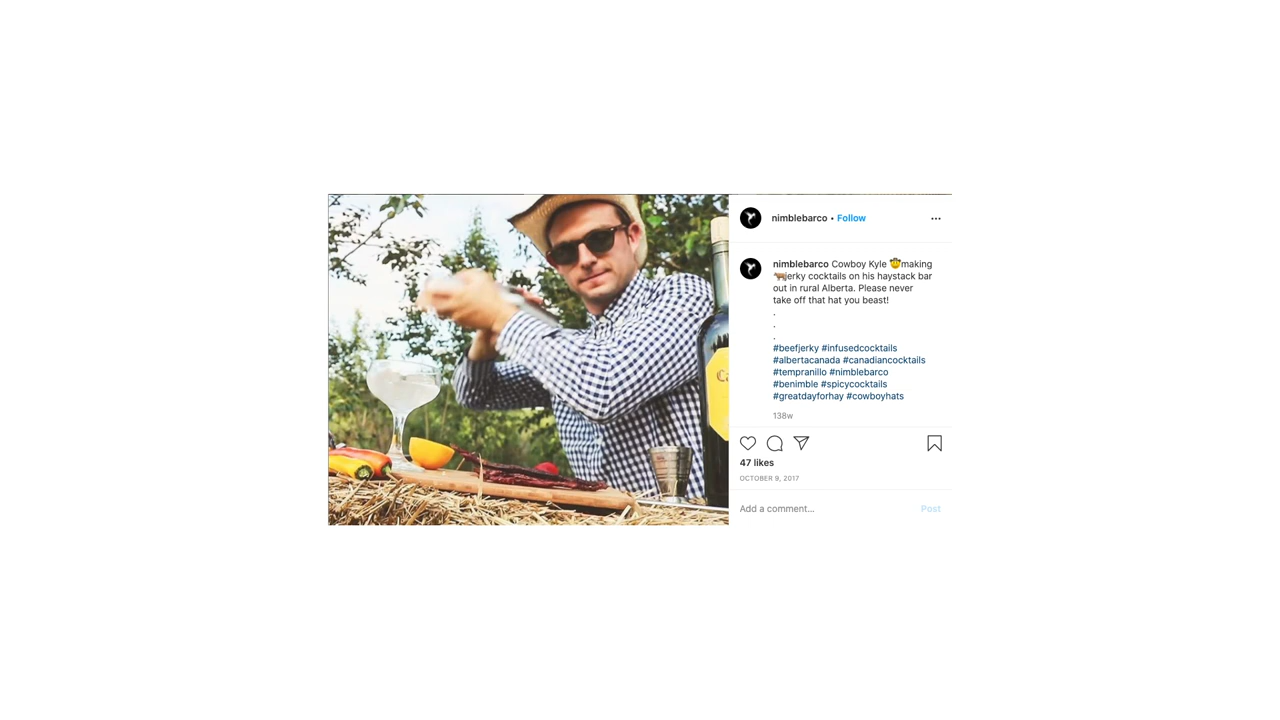 nimblebarco • Follow
nimblebarco Cowboy Kyle 🤠making
🐂jerky cocktails on his haystack bar
out in rural Alberta. Please never
take off that hat you beast!
.
.
.
#beefjerky #infusedcocktails
#albertacanada #canadiancocktails
#tempranillo #nimblebarco
#benimble #spicycocktails
#greatdayforhay #cowboyhats
138w
47 likes
OCTOBER 9, 2017
Add a comment...
Post